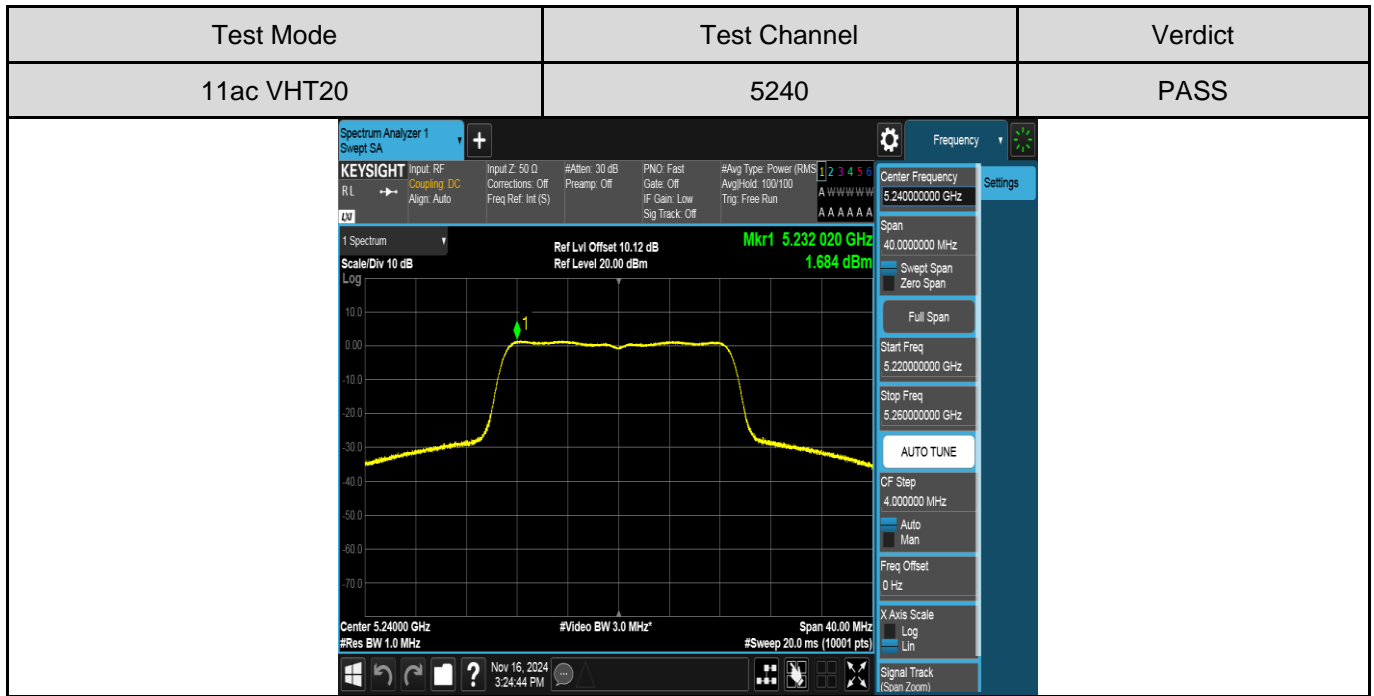 Test Mode Test Channel Verdict
11ac VHT20 5240 PASS
Spectrum Analyzer 1
Swept SA
+
Frequency
KEYSIGHT
R L
LXI
Input: RF
Coupling: DC
Align: Auto
Input Z: 50 Ω
Corrections: Off
Freq Ref: Int (S)
#Atten: 30 dB
Preamp: Off
PNO: Fast
Gate: Off
IF Gain: Low
Sig Track: Off
#Avg Type: Power (RMS
Avg|Hold: 100/100
Trig: Free Run
1 2 3 4 5 6
A W W W W W
A A A A A A
1 Spectrum
Scale/Div 10 dB
Log
Ref Lvl Offset 10.12 dB
Ref Level 20.00 dBm
Mkr1 5.232 020 GHz
1.684 dBm
1
10.0
0.00
-10.0
-20.0
-30.0
-40.0
-50.0
-60.0
-70.0
Center 5.24000 GHz
#Res BW 1.0 MHz
#Video BW 3.0 MHz*
Span 40.00 MHz
#Sweep 20.0 ms (10001 pts)
?
Nov 16, 2024
3:24:44 PM
Center Frequency
5.240000000 GHz
Settings
Span
40.0000000 MHz
Swept Span
Zero Span
Full Span
Start Freq
5.220000000 GHz
Stop Freq
5.260000000 GHz
AUTO TUNE
CF Step
4.000000 MHz
Auto
Man
Freq Offset
0 Hz
X Axis Scale
Log
Lin
Signal Track
(Span Zoom)